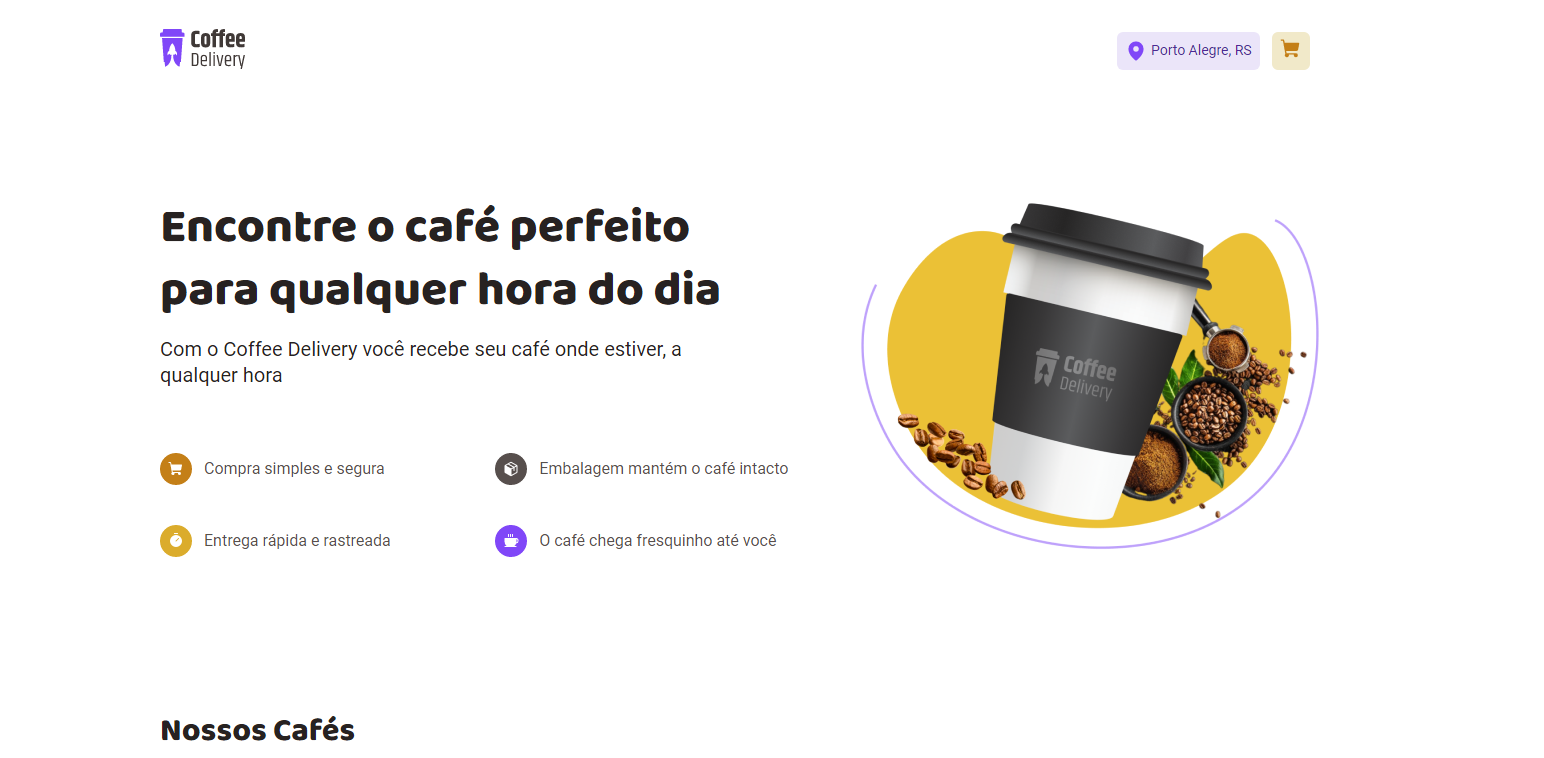 Coffee
Delivery
Porto Alegre, RS
Encontre o café perfeito
para qualquer hora do dia
Com o Coffee Delivery você recebe seu café onde estiver, a
qualquer hora
Coffee
Delivery
Compra simples e segura
Embalagem mantém o café intacto
Entrega rápida e rastreada
O café chega fresquinho até você
Nossos Cafés